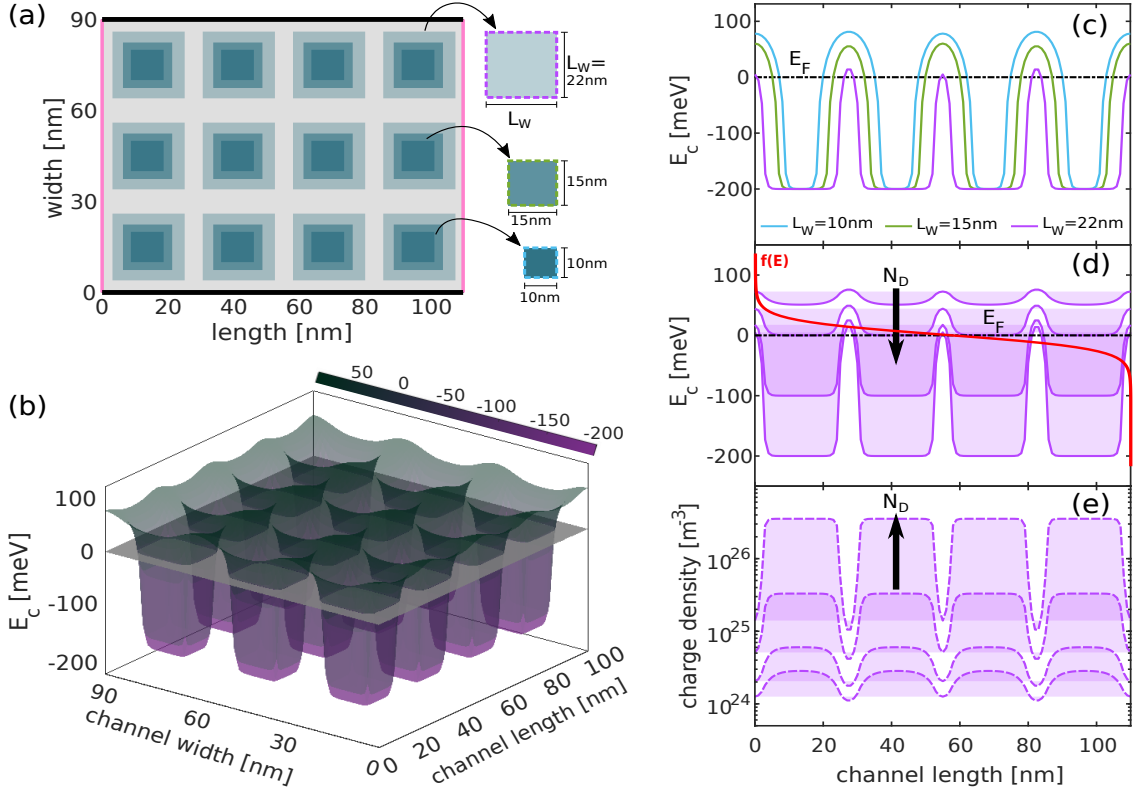 (a)
90
60
30
0
width [nm]
0
20
40
60
80
100
length [nm]
L_W=
22nm
L_W
15nm
15nm
10nm
10nm
(b)
50
0
-50
-100
-150
-200
100
0
-100
-200
E_c [meV]
90
60
30
0
channel width [nm]
0
20
40
60
80
100
channel length [nm]
(c)
100
0
-100
-200
E_c [meV]
E_F
L_W=10nm
L_W=15nm
L_W=22nm
(d)
f(E)
N_D
E_F
100
0
-100
-200
E_c [meV]
(e)
N_D
10^26
10^25
10^24
charge density [m^-3]
0
20
40
60
80
100
channel length [nm]